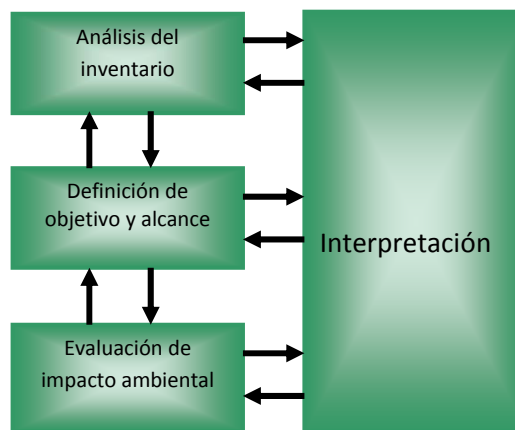 Análisis del
inventario
Definición de
objetivo y alcance
Interpretación
Evaluación de
impacto ambiental